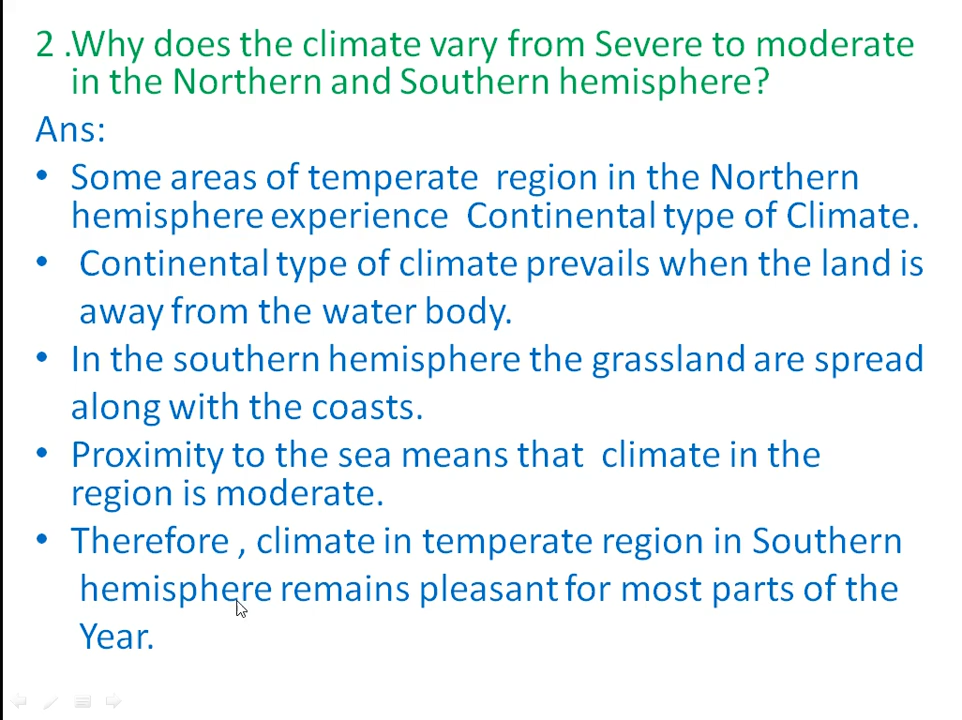 2 .Why does the climate vary from Severe to moderate
in the Northern and Southern hemisphere?
Ans:
• Some areas of temperate region in the Northern
hemisphere experience Continental type of Climate.
• Continental type of climate prevails when the land is
away from the water body.
• In the southern hemisphere the grassland are spread
along with the coasts.
• Proximity to the sea means that climate in the
region is moderate.
• Therefore , climate in temperate region in Southern
hemisphere remains pleasant for most parts of the
Year.